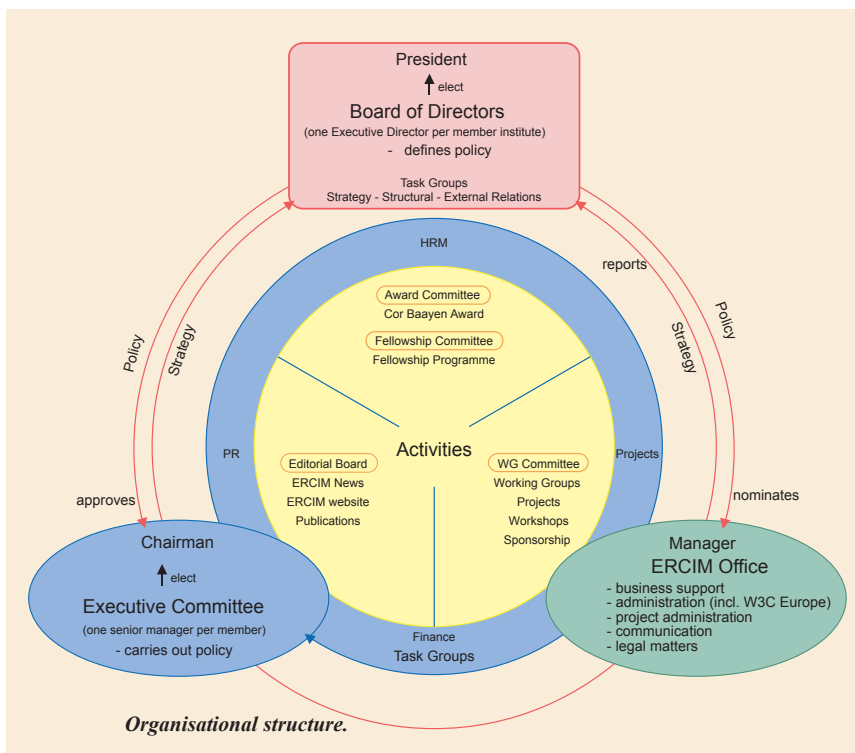 President
elect
Board of Directors
(one Executive Director per member institute)
- defines policy
Task Groups
Strategy - Structural - External Relations
HRM
reports
Policy
Strategy
Policy
Strategy
Award Committee
Cor Baayen Award
Fellowship Committee
Fellowship Programme
Activities
PR
Projects
Editorial Board
ERCIM News
ERCIM website
Publications
WG Committee
Working Groups
Projects
Workshops
Sponsorship
approves
nominates
Chairman
elect
Executive Committee
(one senior manager per member)
- carries out policy
Manager
ERCIM Office
- business support
- administration (incl. W3C Europe)
- project administration
- communication
- legal matters
Finance
Task Groups
Organisational structure.